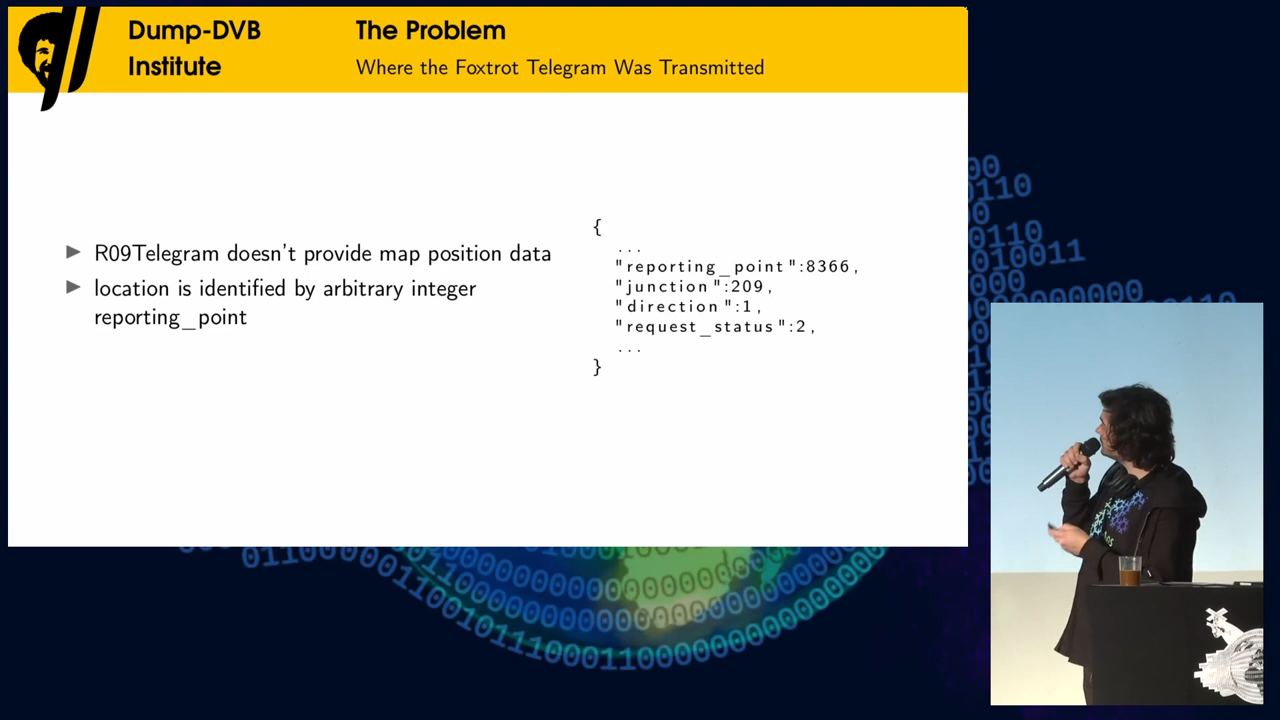 Dump-DVB
Institute
The Problem
Where the Foxtrot Telegram Was Transmitted
R09Telegram doesn't provide map position data
location is identified by arbitrary integer
reporting_point
{
...
"reporting_point":8366,
"junction":209,
"direction":1,
"request_status":2,
...
}